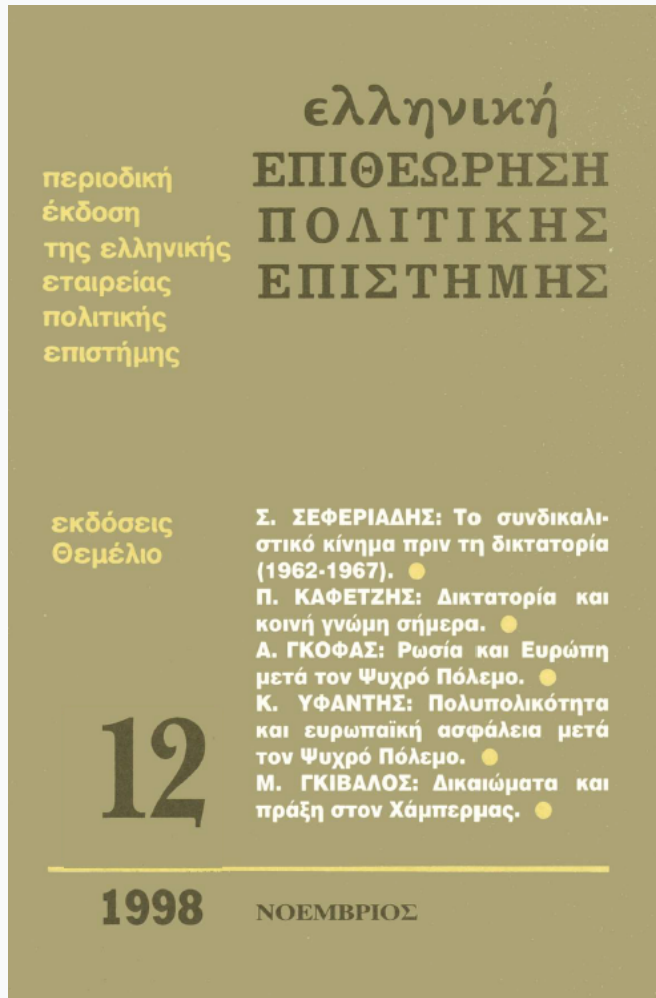 ελληνική
ΕΠΙΘΕΩΡΗΣΗ
ΠΟΛΙΤΙΚΗΣ
ΕΠΙΣΤΗΜΗΣ
περιοδική
έκδοση
της ελληνικής
εταιρείας
πολιτικής
επιστήμης
εκδόσεις
Θεμέλιο
Σ. ΣΕΦΕΡΙΑΔΗΣ: Το συνδικαλι-
στικό κίνημα πριν τη δικτατορία
(1962-1967).
Π. ΚΑΦΕΤΖΗΣ: Δικτατορία και
κοινή γνώμη σήμερα.
Α. ΓΚΟΦΑΣ: Ρωσία και Ευρώπη
μετά τον Ψυχρό Πόλεμο.
Κ. ΥΦΑΝΤΗΣ: Πολυπολικότητα
και ευρωπαϊκή ασφάλεια μετά
τον Ψυχρό Πόλεμο.
Μ. ΓΚΙΒΑΛΟΣ: Δικαιώματα και
πράξη στον Χάμπερμας.
12
1998 ΝΟΕΜΒΡΙΟΣ